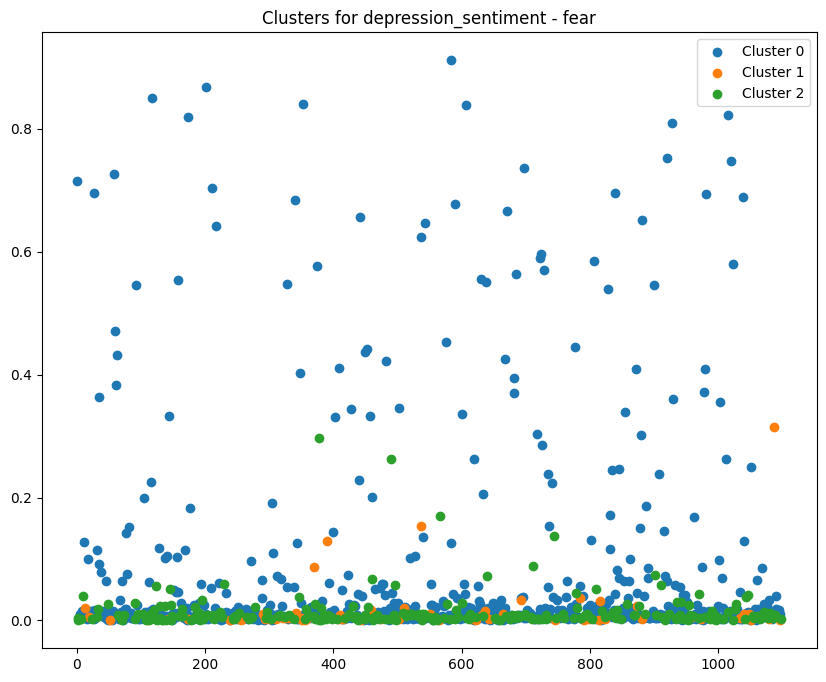 Clusters for depression_sentiment - fear
Cluster 0
Cluster 1
Cluster 2
0.8
0.6
0.4
0.2
0.0
0 200 400 600 800 1000